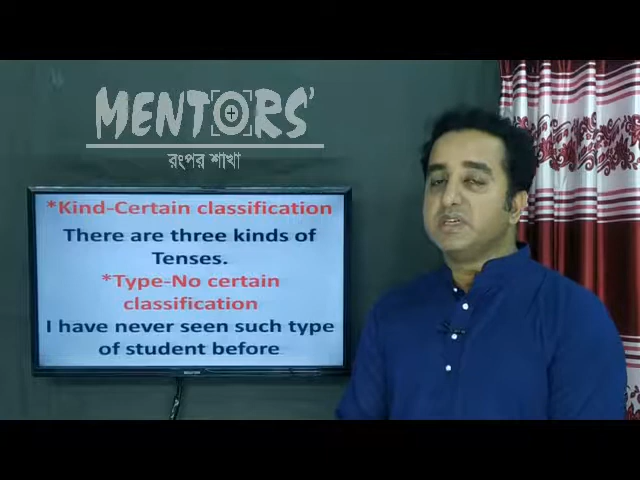 MENTORS'
রংপুর শাখা
*Kind-Certain classification
There are three kinds of
Tenses.
*Type-No certain
classification
I have never seen such type
of student before